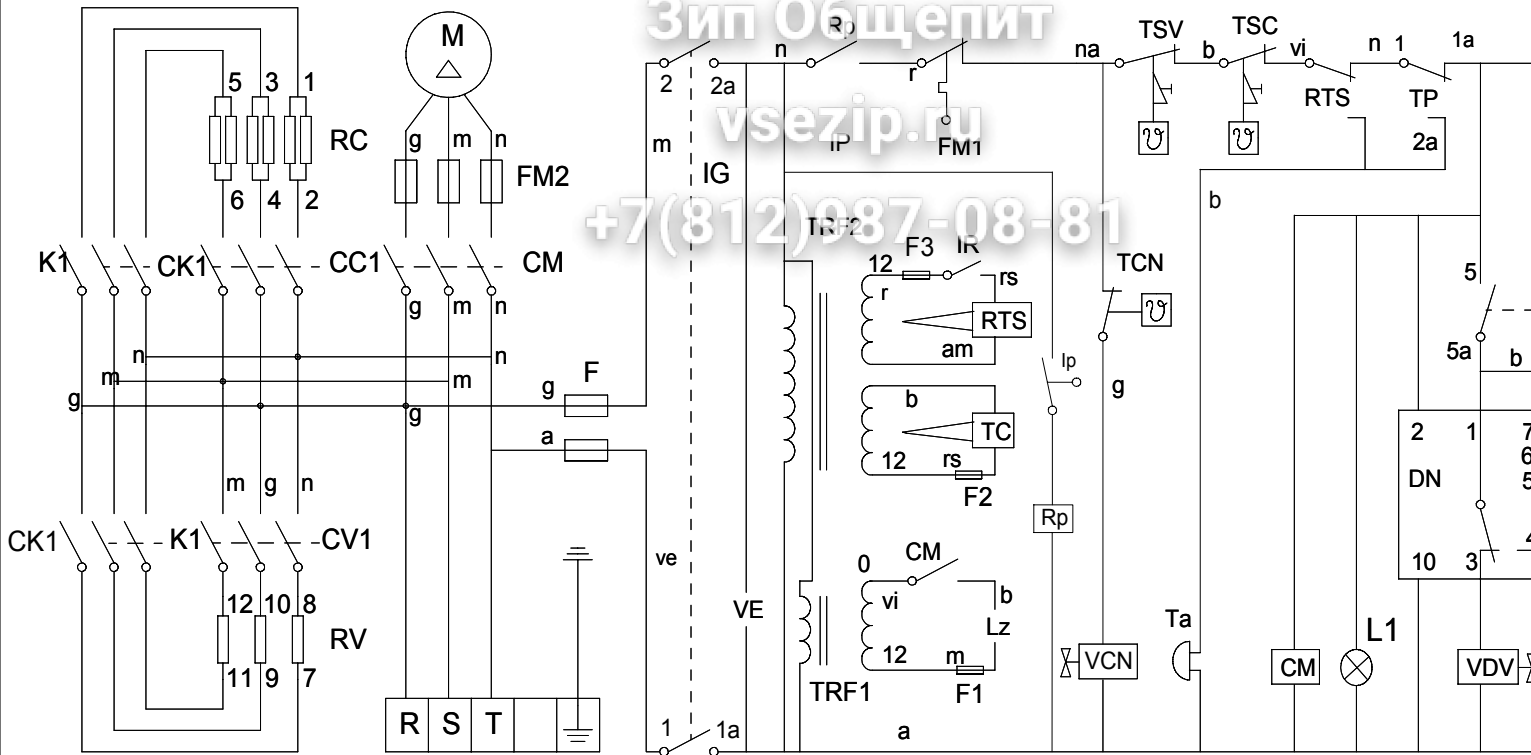 Зип Общепит
vsezip.ru
+7(812)987-08-81
M
5 3 1
RC
6 4 2
g m n
FM2
K1 CK1 CC1 CM
g m n
n n
m m
g g
g F
a
m g n
CK1 K1 CV1
12 10 8
RV
11 9 7
R S T
2 2a
m
IG
ve
VE
1 1a
n Rp
r
IP FM1
na TSV b TSC vi n 1 1a
RTS TP
2a
b
TRF2
12 F3 IR
r rs
RTS
am
b
TC
12 rs
F2
Ip
Rp
TCN
g
0 CM
vi b
Lz
12 m
F1
TRF1
a
VCN
Ta
CM
L1
VDV
5
5a b
2 1 7
6
DN 5
10 3 4